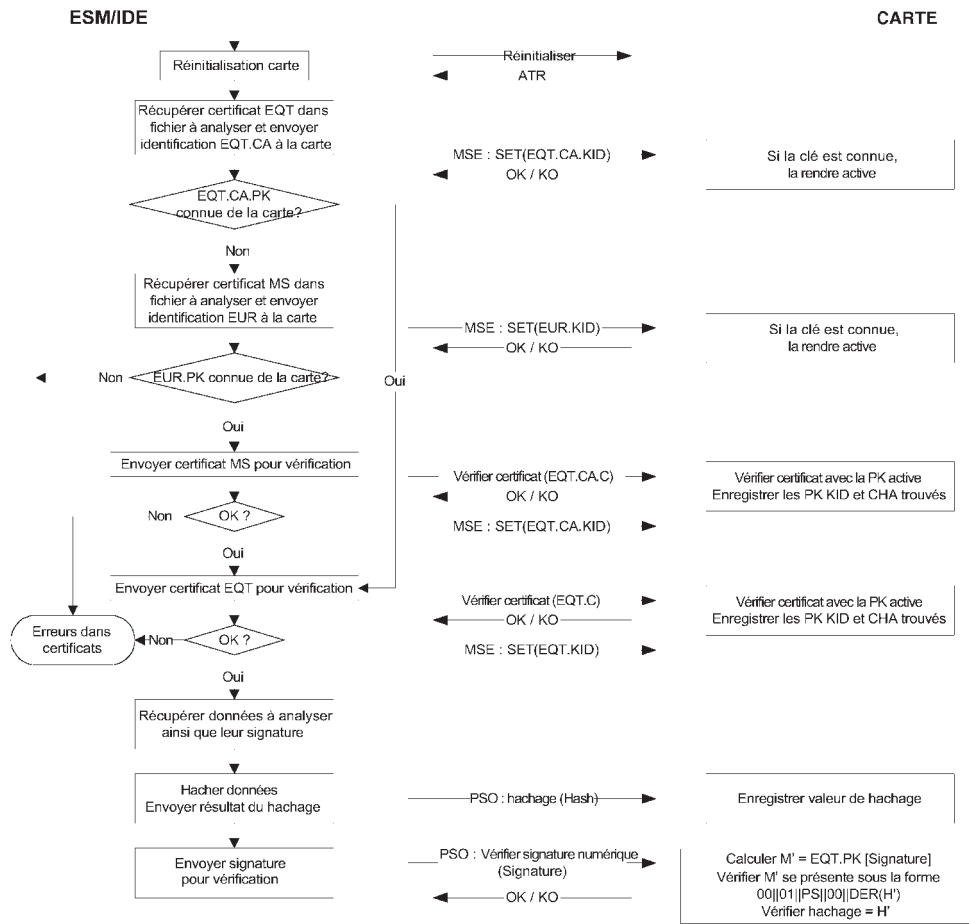 ESM/IDE
CARTE
Réinitialisation carte
Réinitialiser
ATR
Récupérer certificat EQT dans
fichier à analyser et envoyer
identification EQT.CA à la carte
MSE : SET(EQT.CA.KID)
OK / KO
Si la clé est connue,
la rendre active
EQT.CA.PK
connue de la carte?
Non
Récupérer certificat MS dans
fichier à analyser et envoyer
identification EUR à la carte
MSE : SET(EUR.KID)
OK / KO
Si la clé est connue,
la rendre active
Non
EUR.PK connue de la carte?
Oui
Oui
Envoyer certificat MS pour vérification
Vérifier certificat (EQT.CA.C)
OK / KO
Vérifier certificat avec la PK active
Enregistrer les PK KID et CHA trouvés
Non
OK ?
MSE : SET(EQT.CA.KID)
Oui
Envoyer certificat EQT pour vérification
Vérifier certificat (EQT.C)
OK / KO
Vérifier certificat avec la PK active
Enregistrer les PK KID et CHA trouvés
Erreurs dans
certificats
Non
OK ?
MSE : SET(EQT.KID)
Oui
Récupérer données à analyser
ainsi que leur signature
Hacher données
Envoyer résultat du hachage
PSO : hachage (Hash)
Enregistrer valeur de hachage
Envoyer signature
pour vérification
PSO : Vérifier signature numérique
(Signature)
OK / KO
Calculer M' = EQT.PK [Signature]
Vérifier M' se présente sous la forme
00||01||PS||00||DER(H')
Vérifier hachage = H'